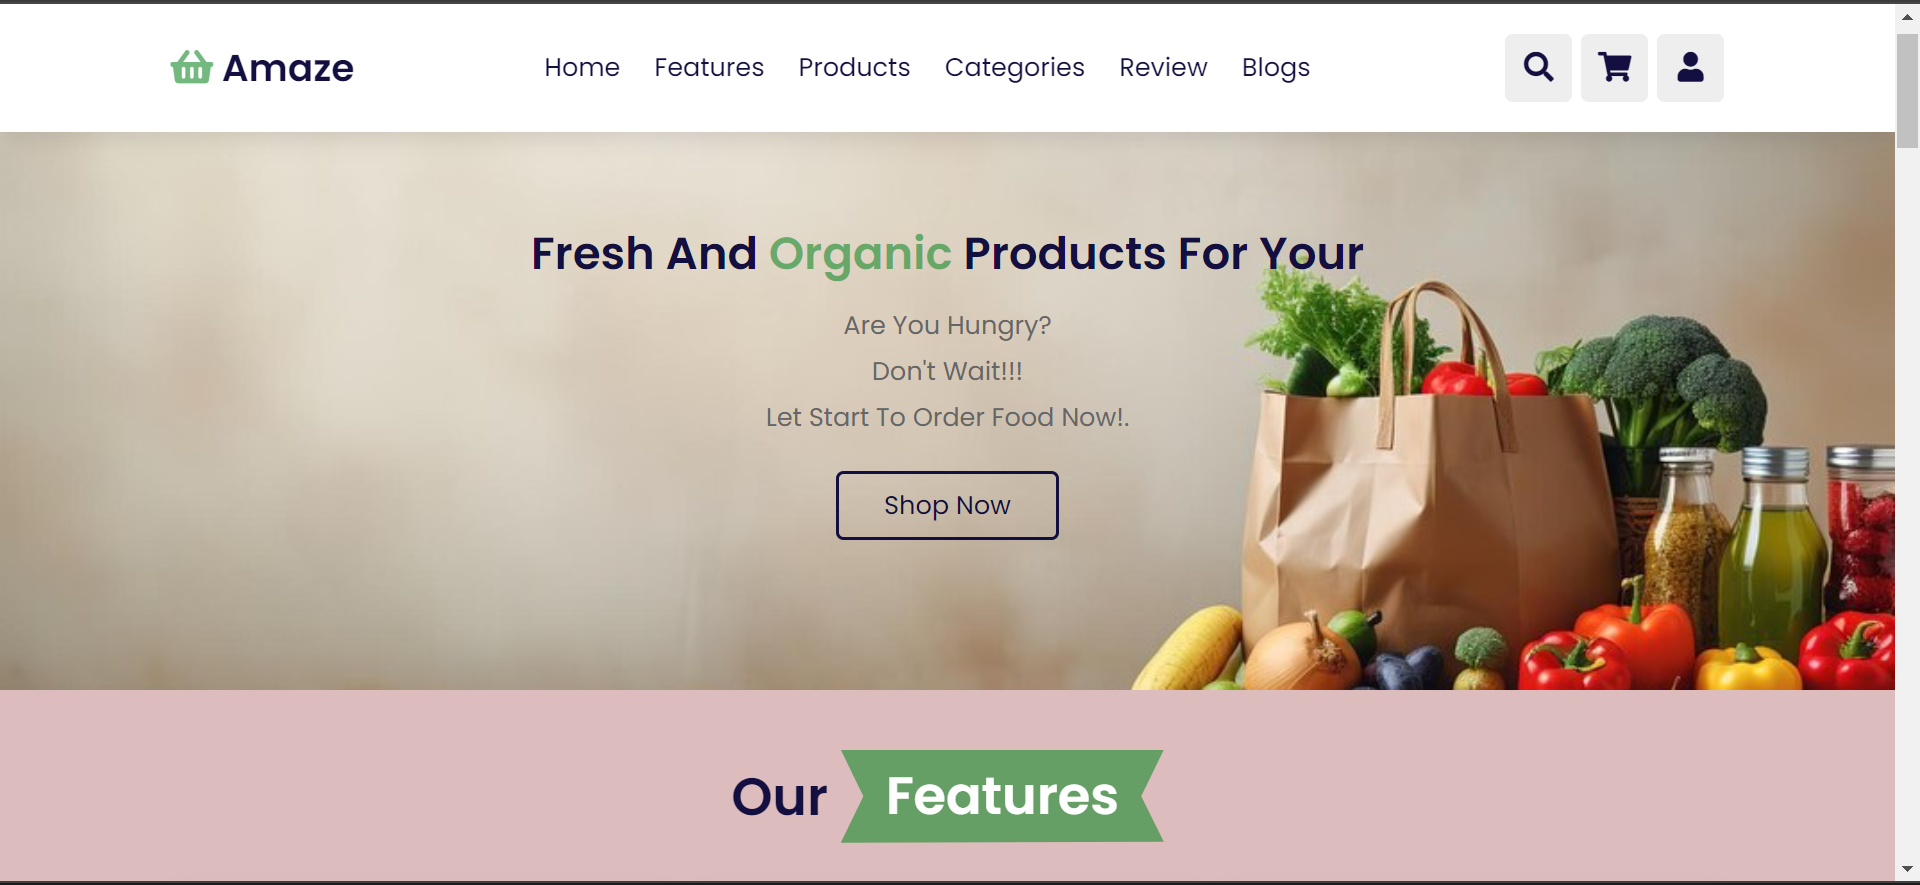 Amaze
Home Features Products Categories Review Blogs
Fresh And Organic Products For Your
Are You Hungry?
Don't Wait!!!
Let Start To Order Food Now!.
Shop Now
Our Features